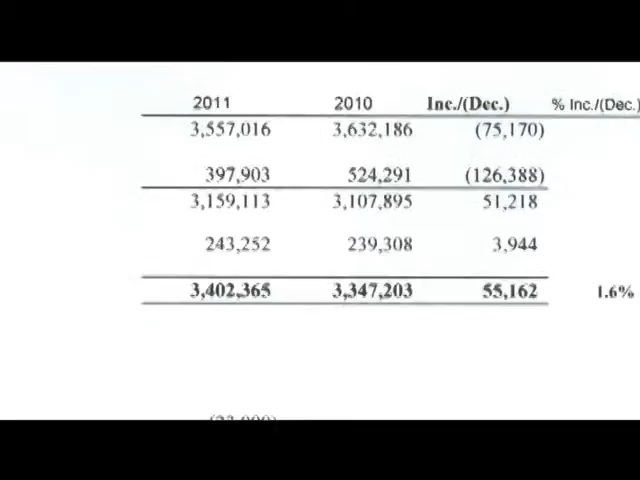 2011 2010 Inc./(Dec.) % Inc./(Dec.)
3,557,016 3,632,186 (75,170)
397,903 524,291 (126,388)
3,159,113 3,107,895 51,218
243,252 239,308 3,944
3,402,365 3,347,203 55,162 1.6%